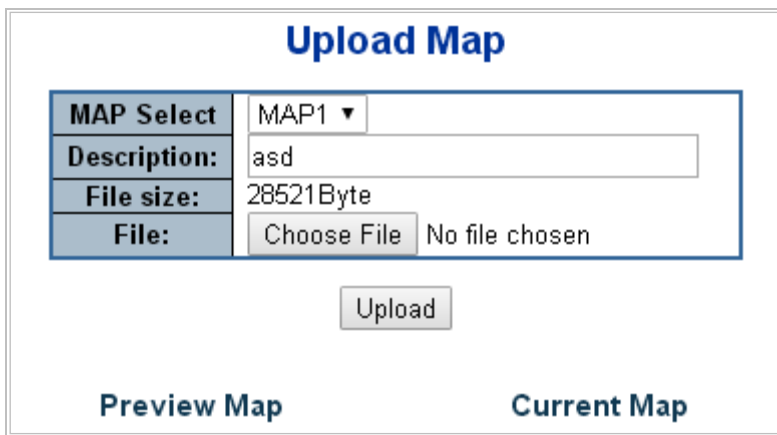 Upload Map
MAP Select MAP1
Description: asd
File size: 28521Byte
File: Choose File No file chosen
Upload
Preview Map Current Map